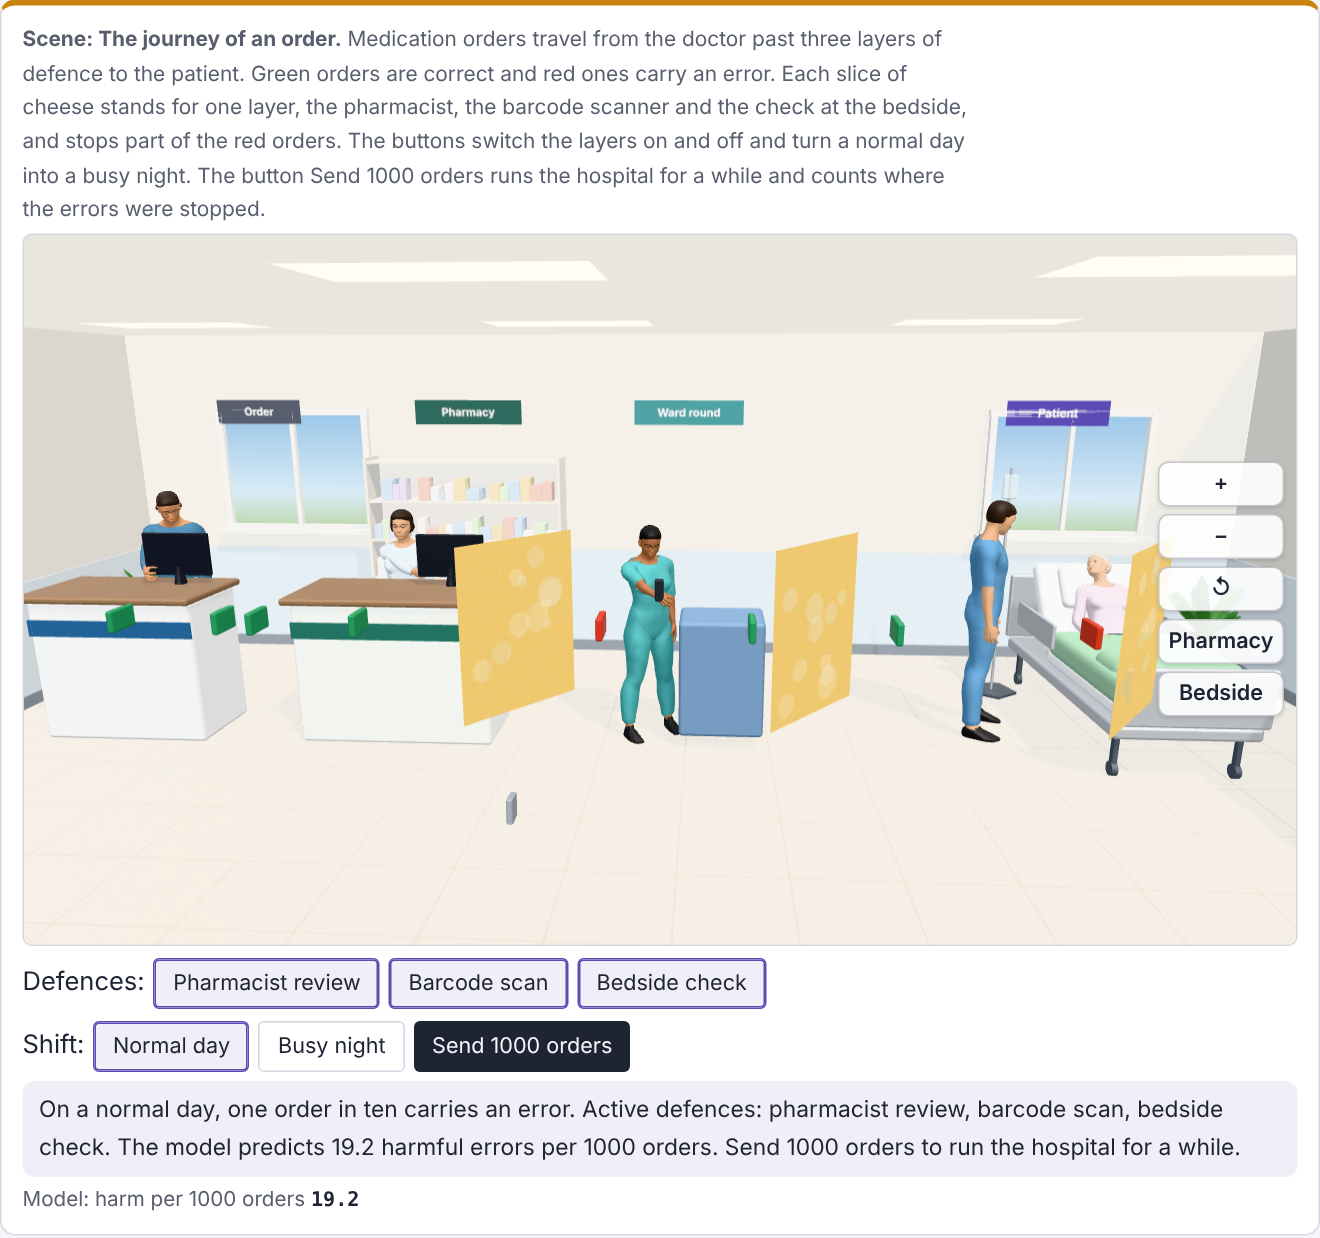 Scene: The journey of an order. Medication orders travel from the doctor past three layers of
defence to the patient. Green orders are correct and red ones carry an error. Each slice of
cheese stands for one layer, the pharmacist, the barcode scanner and the check at the bedside,
and stops part of the red orders. The buttons switch the layers on and off and turn a normal day
into a busy night. The button Send 1000 orders runs the hospital for a while and counts where
the errors were stopped.
Order
Pharmacy
Ward round
Patient
+
−
↺
Pharmacy
Bedside
Defences: Pharmacist review Barcode scan Bedside check
Shift: Normal day Busy night Send 1000 orders
On a normal day, one order in ten carries an error. Active defences: pharmacist review, barcode scan, bedside
check. The model predicts 19.2 harmful errors per 1000 orders. Send 1000 orders to run the hospital for a while.
Model: harm per 1000 orders 19.2